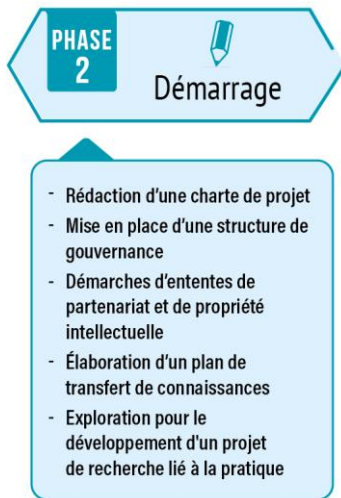 PHASE
2
Démarrage
- Rédaction d'une charte de projet
- Mise en place d'une structure de
gouvernance
- Démarches d'ententes de
partenariat et de propriété
intellectuelle
- Élaboration d'un plan de
transfert de connaissances
- Exploration pour le
développement d'un projet
de recherche lié à la pratique